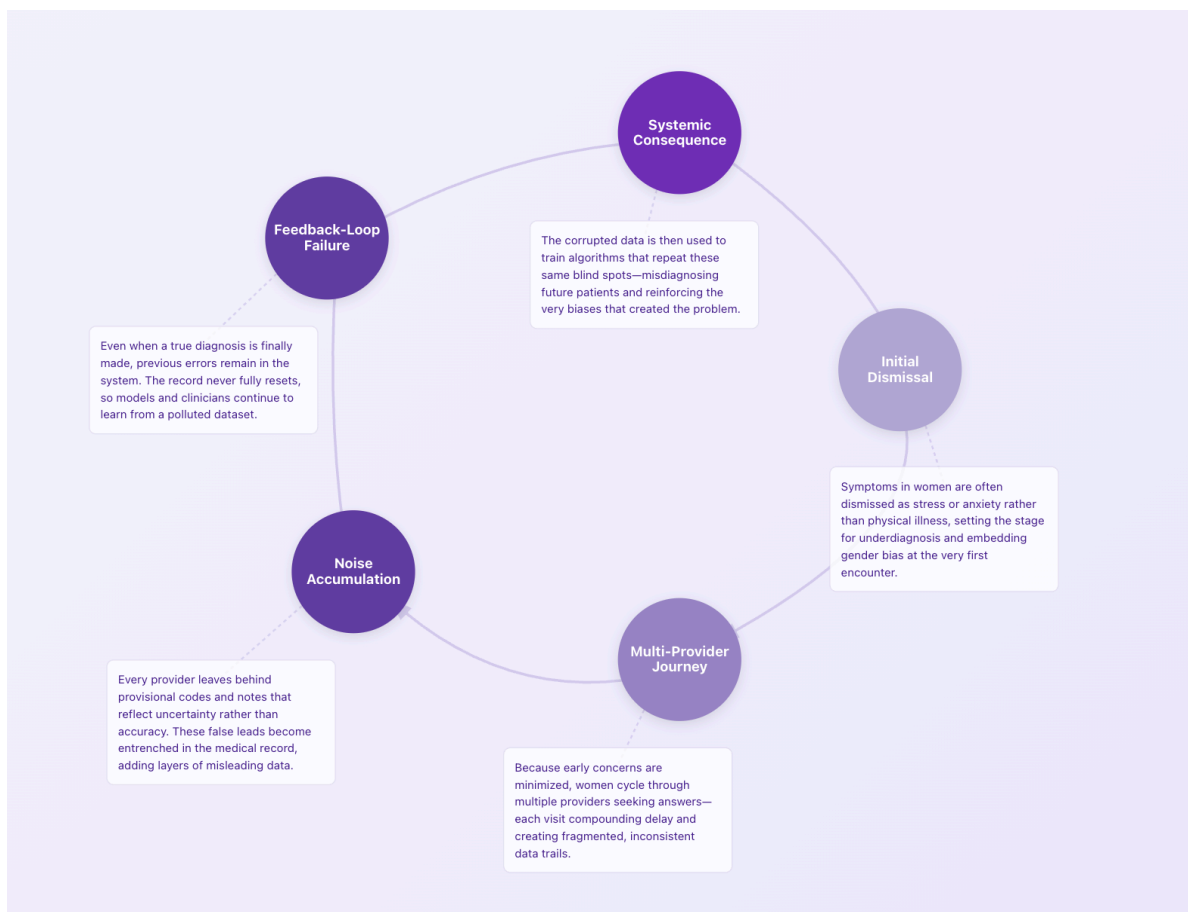 Systemic
Consequence
The corrupted data is then used to
train algorithms that repeat these
same blind spots—misdiagnosing
future patients and reinforcing the
very biases that created the problem.
Initial
Dismissal
Symptoms in women are often
dismissed as stress or anxiety rather
than physical illness, setting the stage
for underdiagnosis and embedding
gender bias at the very first
encounter.
Multi-Provider
Journey
Because early concerns are
minimized, women cycle through
multiple providers seeking answers—
each visit compounding delay and
creating fragmented, inconsistent
data trails.
Noise
Accumulation
Every provider leaves behind
provisional codes and notes that
reflect uncertainty rather than
accuracy. These false leads become
entrenched in the medical record,
adding layers of misleading data.
Feedback-Loop
Failure
Even when a true diagnosis is finally
made, previous errors remain in the
system. The record never fully resets,
so models and clinicians continue to
learn from a polluted dataset.